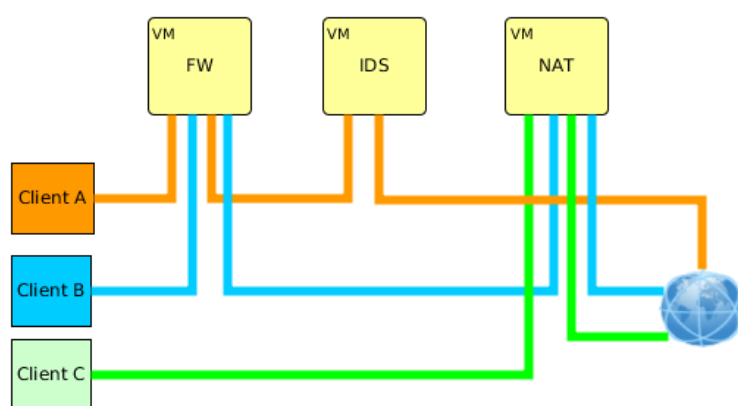 VM
FW
VM
IDS
VM
NAT
Client A
Client B
Client C